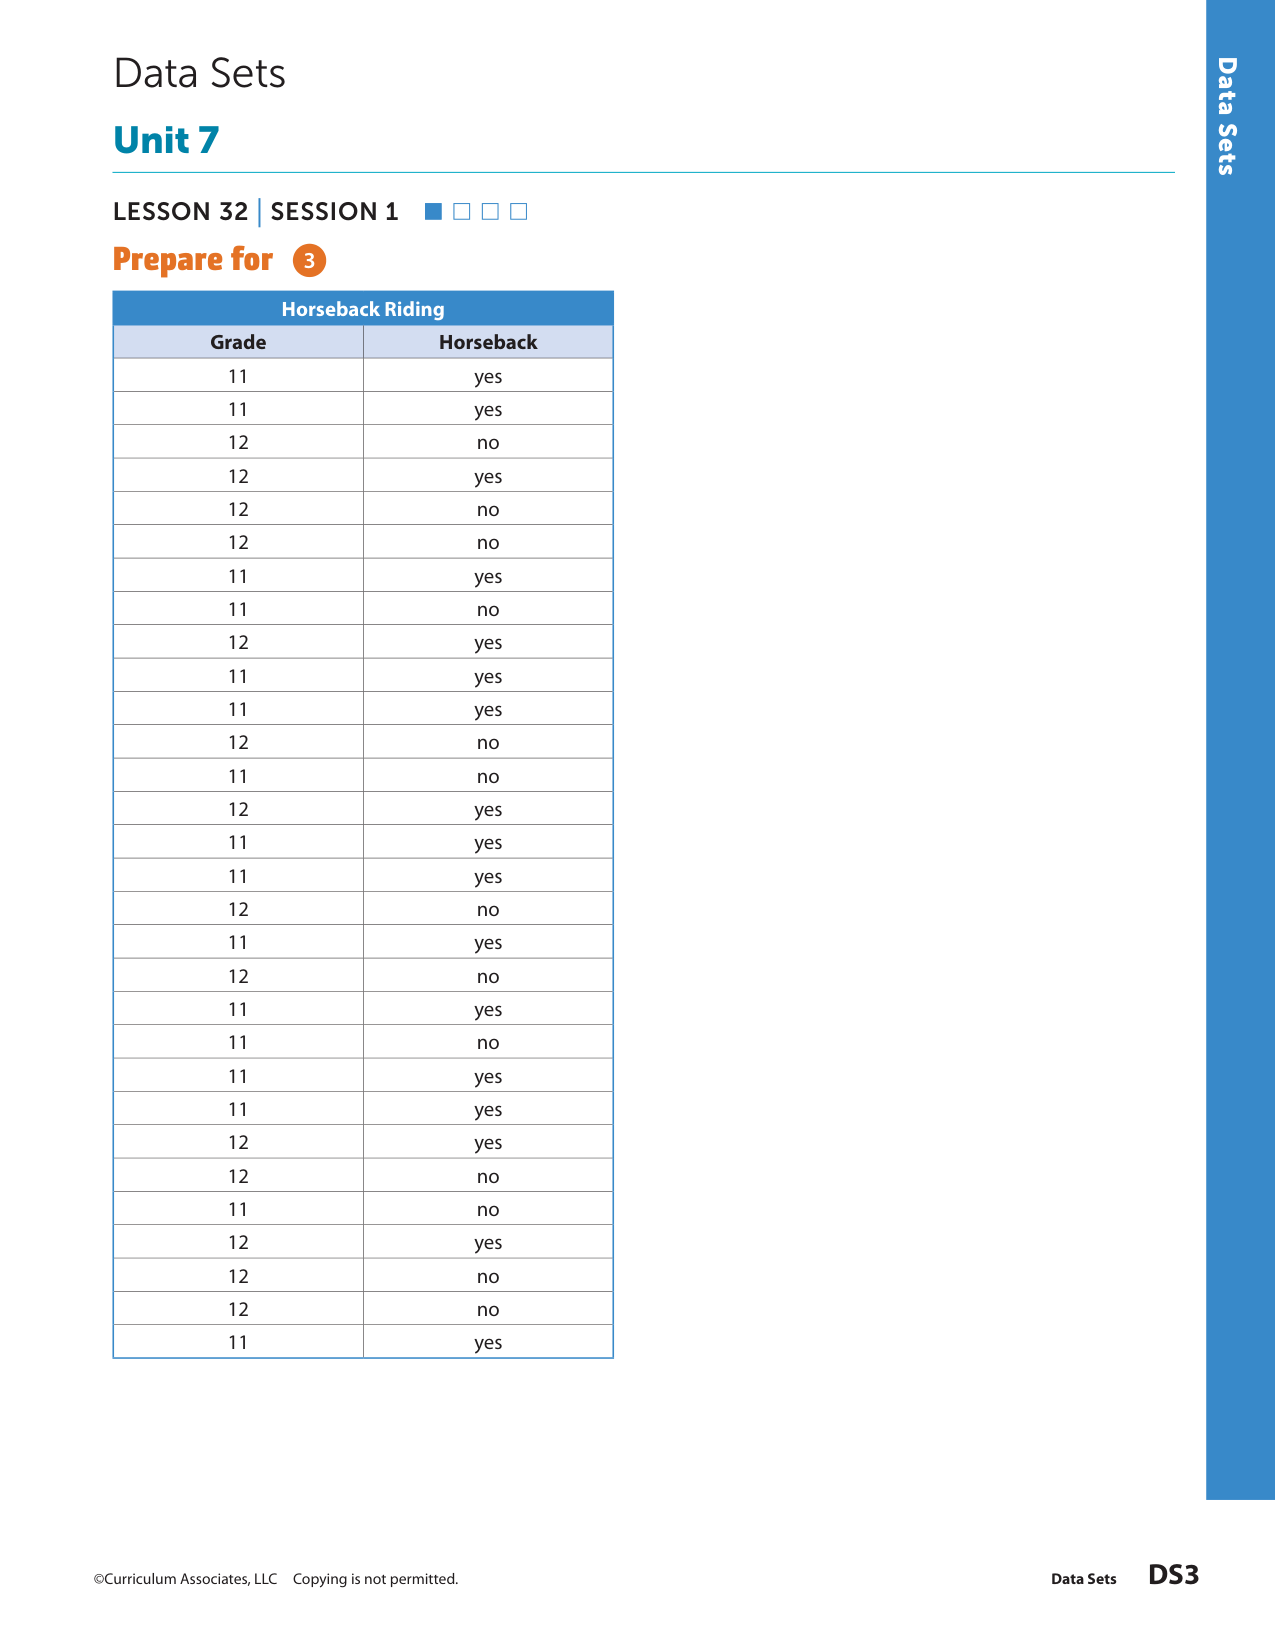 Data Sets
Unit 7
LESSON 32 | SESSION 1
Prepare for 3
Horseback Riding
Grade Horseback
11 yes
11 yes
12 no
12 yes
12 no
12 no
11 yes
11 no
12 yes
11 yes
11 yes
12 no
11 no
12 yes
11 yes
11 yes
12 no
11 yes
12 no
11 yes
11 no
11 yes
11 yes
12 yes
12 no
11 no
12 yes
12 no
12 no
11 yes
Data Sets
©Curriculum Associates, LLC Copying is not permitted.
Data Sets DS3